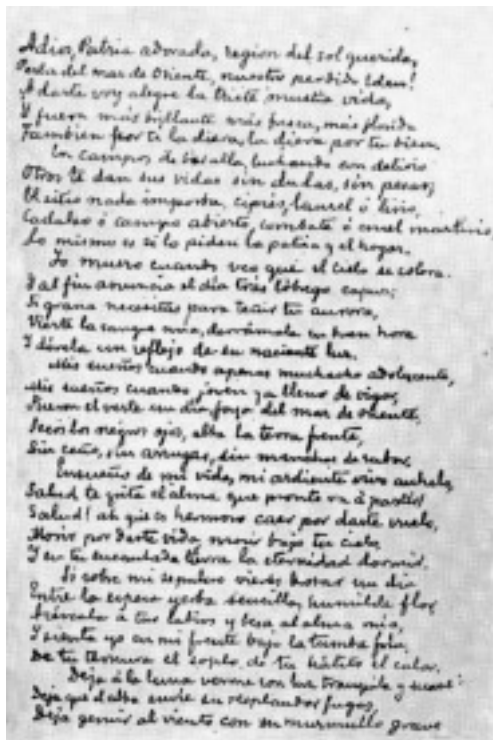 Adios, Patria adorada, region del sol querida,
Perla del mar de Oriente, nuestro perdido Eden!
A darte voy alegre la triste mustia vida,
Y fuera más brillante más fresca, más florida
Tambien por ti la diera, la diera por tu bien.
En campos de batalla, luchando con delirio
Otros te dan sus vidas sin dudas, sin pesar;
El sitio nada importa, ciprés, laurel ó lirio,
Cadalso ó campo abierto, combate ó cruel martirio,
Lo mismo es si lo piden la patria y el hogar.
Yo muero cuando veo que el cielo se colora
Y al fin anuncia el día tras lóbrego capuz;
Si grana necesitas para teñir tu aurora,
Vierte la sangre mia, derrámala en buen hora
Y dórela un reflejo de su naciente luz.
Mis sueños cuando apenas muchacho adolescente,
Mis sueños cuando joven ya lleno de vigor,
Fueron el verte un día, joya del mar de oriente,
Secos los negros ojos, alta la tersa frente,
Sin ceño, sin arrugas, sin manchas de rubor.
Ensueño de mi vida, mi ardiente vivo anhelo,
Salud te grita el alma que pronto va á partir!
Salud! ah que es hermoso caer por darte vuelo,
Morir por darte vida, morir bajo tu cielo,
Y en tu encantada tierra la eternidad dormir.
Si sobre mi sepulcro vieres brotar un dia
Entre la espesa yerba sencilla, humilde flor,
Acércala a tus labios y besa al alma mia,
Y sienta yo en mi frente bajo la tumba fria
De tu ternura el soplo, de tu hálito el calor.
Deja á la luna verme con luz tranquila y suave:
Deja que el alba envie su resplandor fugaz,
Deja gemir al viento con su murmullo grave